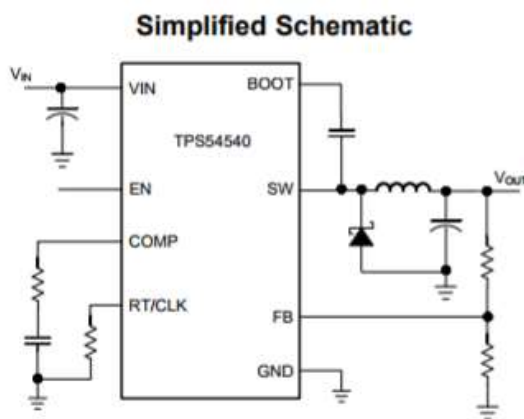 Simplified Schematic
VIN
VIN
BOOT
TPS54540
EN
SW
VOUT
COMP
RT/CLK
FB
GND